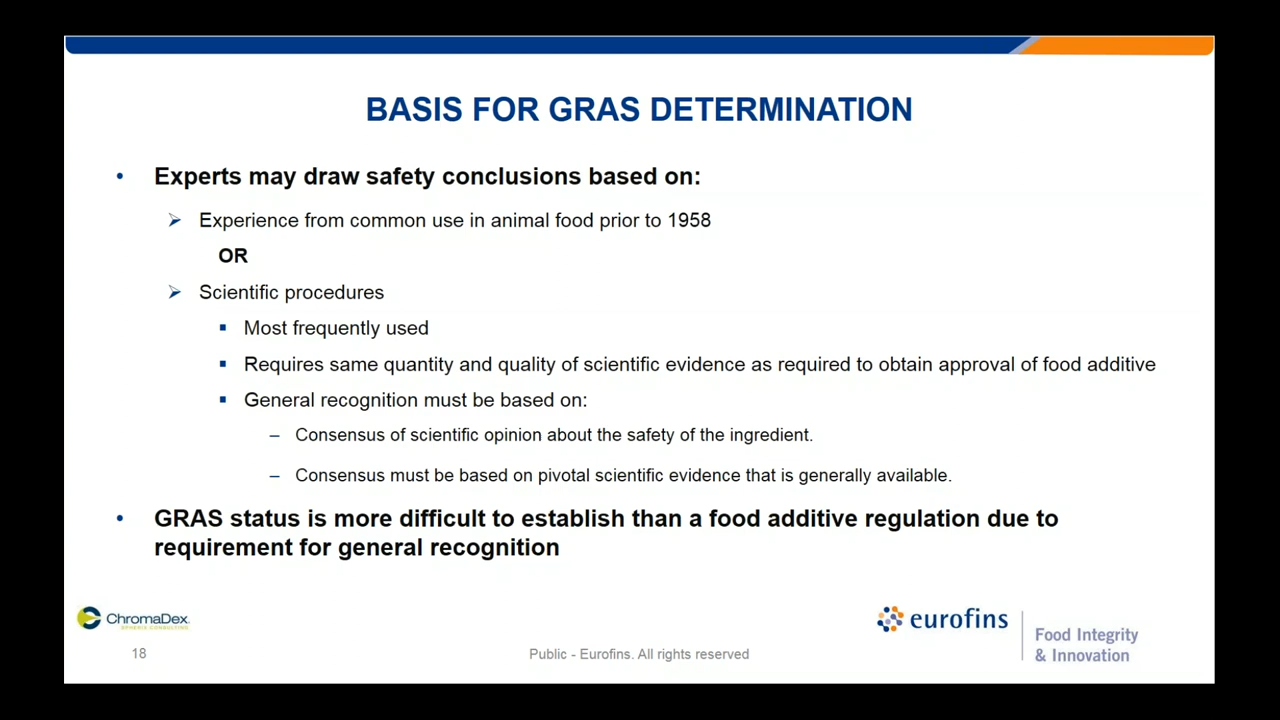 BASIS FOR GRAS DETERMINATION
• Experts may draw safety conclusions based on:
➢ Experience from common use in animal food prior to 1958
OR
➢ Scientific procedures
▪ Most frequently used
▪ Requires same quantity and quality of scientific evidence as required to obtain approval of food additive
▪ General recognition must be based on:
– Consensus of scientific opinion about the safety of the ingredient.
– Consensus must be based on pivotal scientific evidence that is generally available.
• GRAS status is more difficult to establish than a food additive regulation due to
requirement for general recognition
ChromaDex
SPHERIX CONSULTING
eurofins
Food Integrity
& Innovation
18
Public - Eurofins. All rights reserved